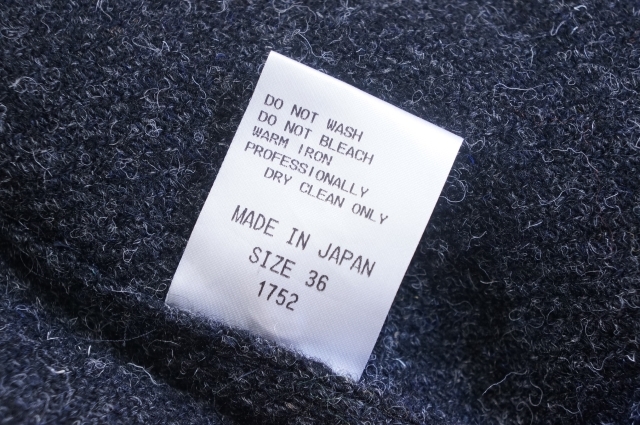 DO NOT WASH
DO NOT BLEACH
WARM IRON
PROFESSIONALLY
DRY CLEAN ONLY
MADE IN JAPAN
SIZE 36
1752